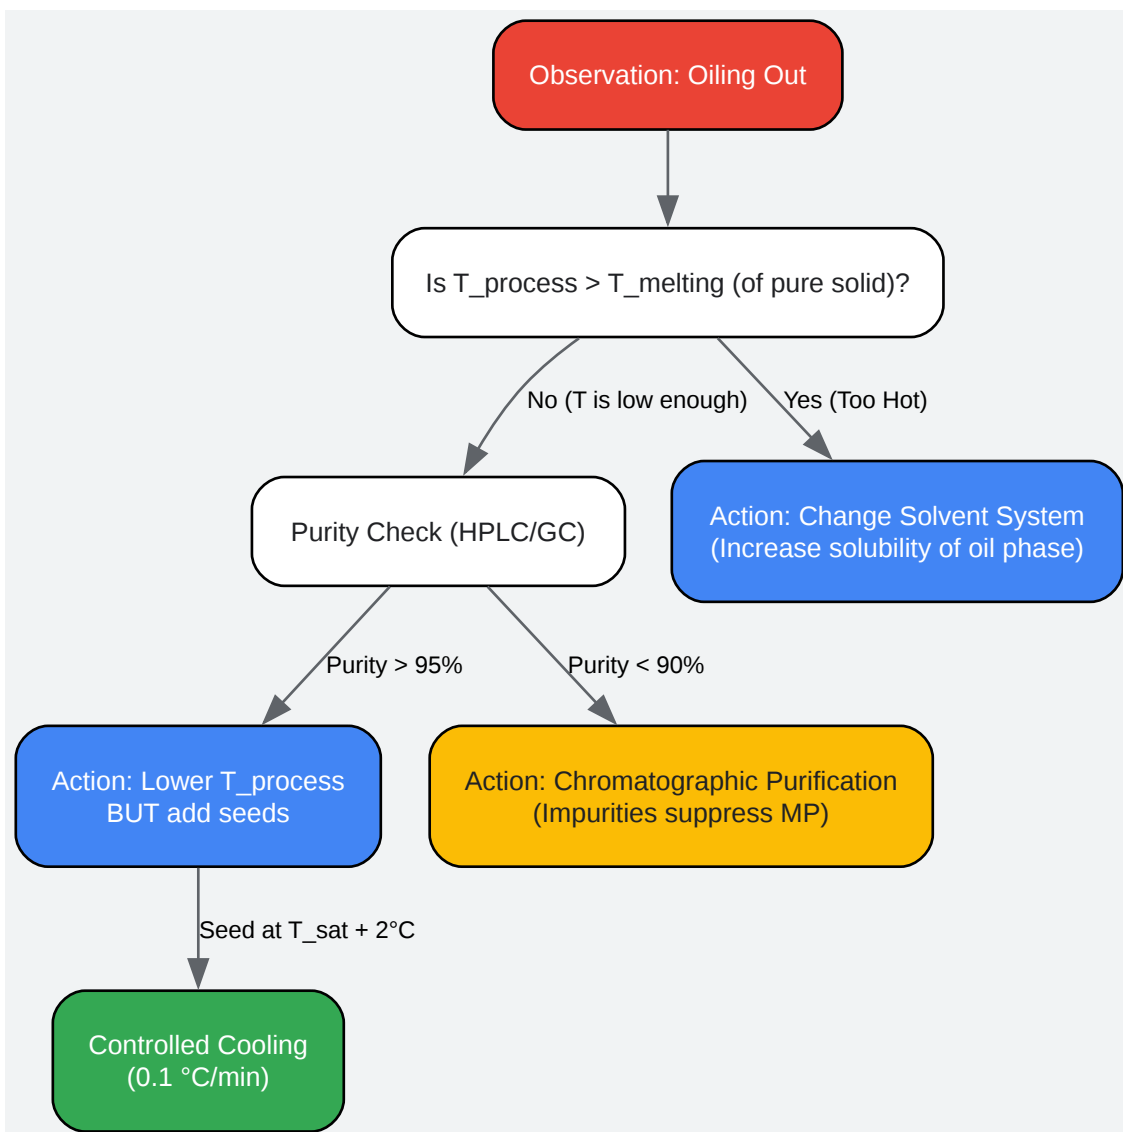 Observation: Oiling Out
Is T_process > T_melting (of pure solid)?
No (T is low enough)
Yes (Too Hot)
Purity Check (HPLC/GC)
Action: Change Solvent System
(Increase solubility of oil phase)
Purity > 95%
Purity < 90%
Action: Lower T_process
BUT add seeds
Action: Chromatographic Purification
(Impurities suppress MP)
Seed at T_sat + 2°C
Controlled Cooling
(0.1 °C/min)